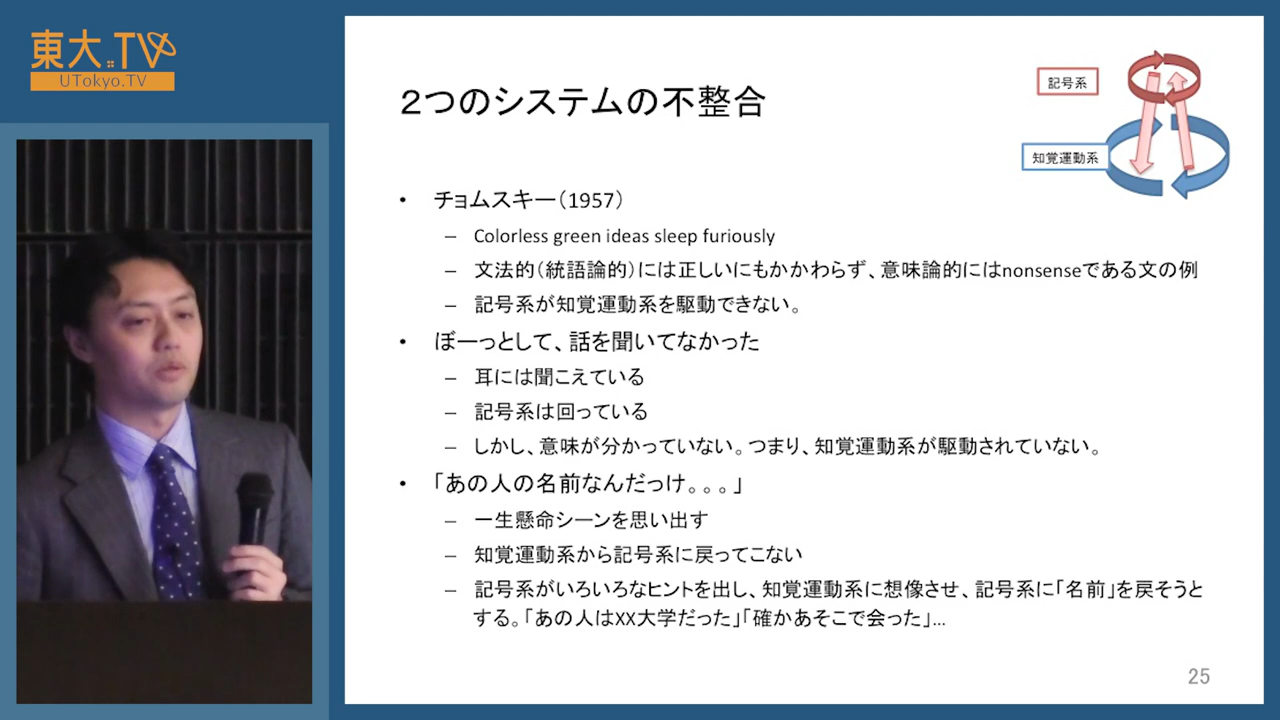 東大.TV
UTokyo.TV
2つのシステムの不整合
記号系
知覚運動系
• チョムスキー（1957）
– Colorless green ideas sleep furiously
– 文法的（統語論的）には正しいにもかかわらず、意味論的にはnonsenseである文の例
– 記号系が知覚運動系を駆動できない。
• ぼーっとして、話を聞いてなかった
– 耳には聞こえている
– 記号系は回っている
– しかし、意味が分かっていない。つまり、知覚運動系が駆動されていない。
• 「あの人の名前なんだっけ。。。」
– 一生懸命シーンを思い出す
– 知覚運動系から記号系に戻ってこない
– 記号系がいろいろなヒントを出し、知覚運動系に想像させ、記号系に「名前」を戻そうと
する。「あの人はXX大学だった」「確かあそこで会った」…
25